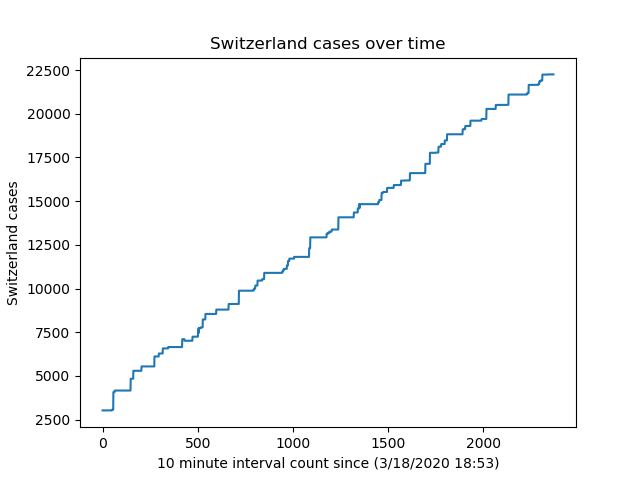 Switzerland cases over time
22500
20000
17500
15000
12500
10000
7500
5000
2500
Switzerland cases
0 500 1000 1500 2000
10 minute interval count since (3/18/2020 18:53)